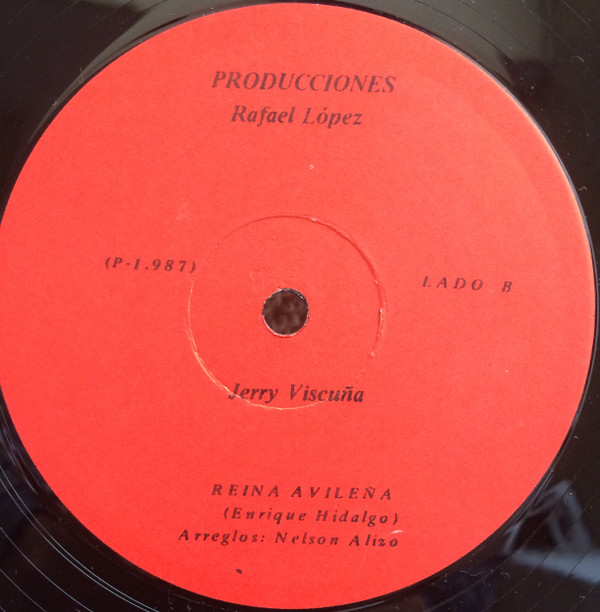 PRODUCCIONES
Rafael López
(P-1.987)
LADO B
Jerry Viscuña
REINA AVILEÑA
(Enrique Hidalgo)
Arreglos: Nelson Alizo